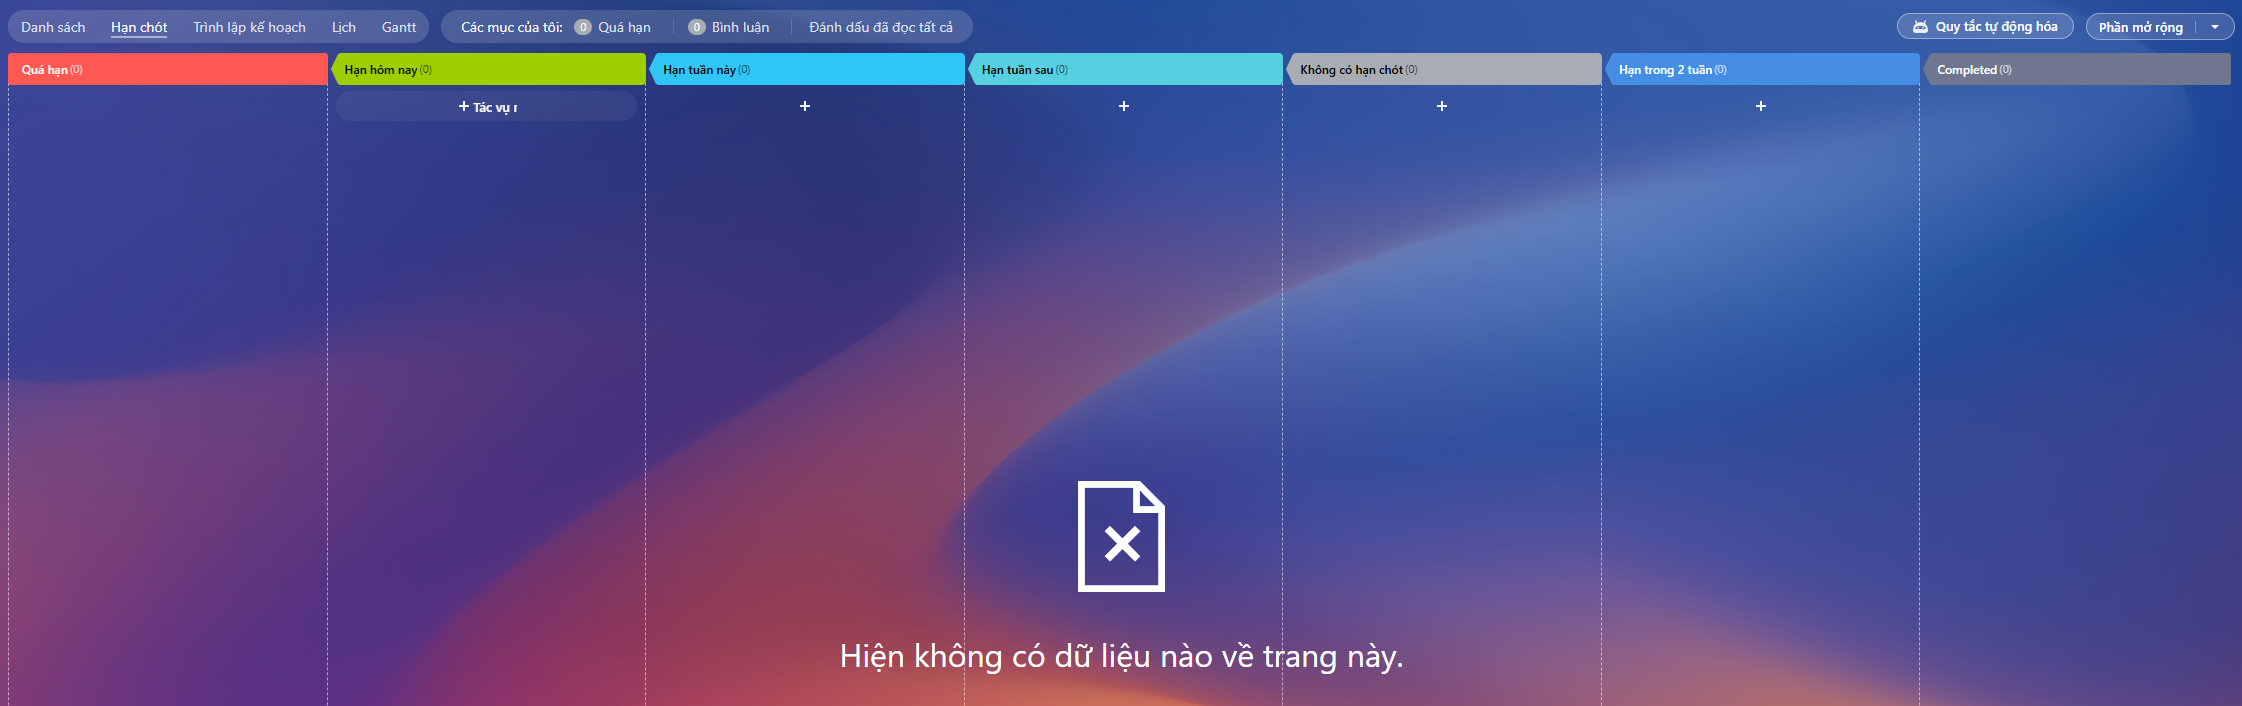 Danh sách Hạn chót Trình lập kế hoạch Lịch Gantt Các mục của tôi: 0 Quá hạn 0 Bình luận Đánh dấu đã đọc tất cả Quy tắc tự động hóa Phần mở rộng
Quá hạn (0) Hạn hôm nay (0) Hạn tuần này (0) Hạn tuần sau (0) Không có hạn chót (0) Hạn trong 2 tuần (0) Completed (0)
+ Tác vụ + + + +
Hiện không có dữ liệu nào về trang này.